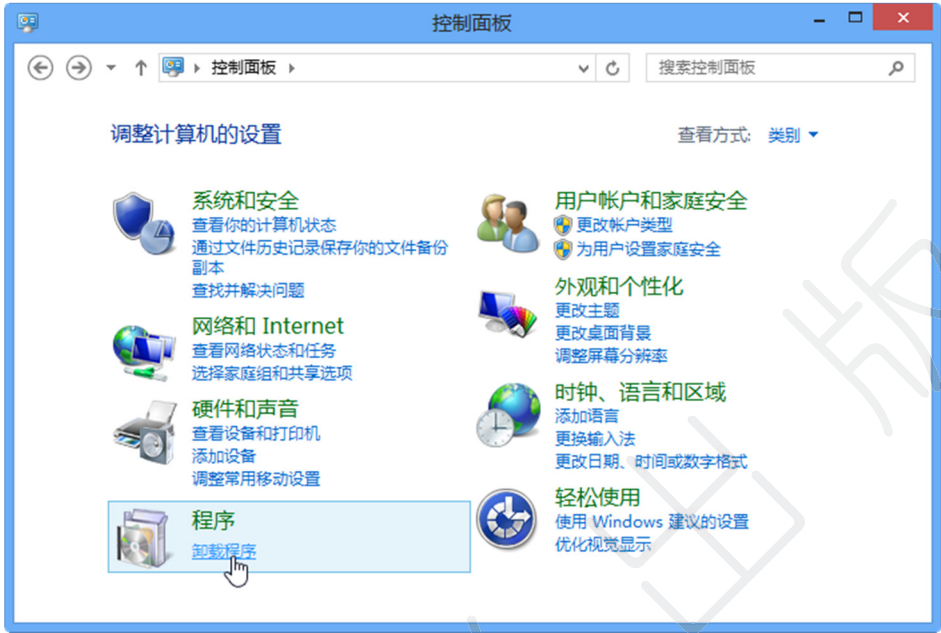 控制面板
控制面板
搜索控制面板
调整计算机的设置
查看方式: 类别
系统和安全
查看你的计算机状态
通过文件历史记录保存你的文件备份
副本
查找并解决问题
网络和 Internet
查看网络状态和任务
选择家庭组和共享选项
硬件和声音
查看设备和打印机
添加设备
调整常用移动设置
程序
卸载程序
用户帐户和家庭安全
更改帐户类型
为用户设置家庭安全
外观和个性化
更改主题
更改桌面背景
调整屏幕分辨率
时钟、语言和区域
添加语言
更换输入法
更改日期、时间或数字格式
轻松使用
使用 Windows 建议的设置
优化视觉显示
出版